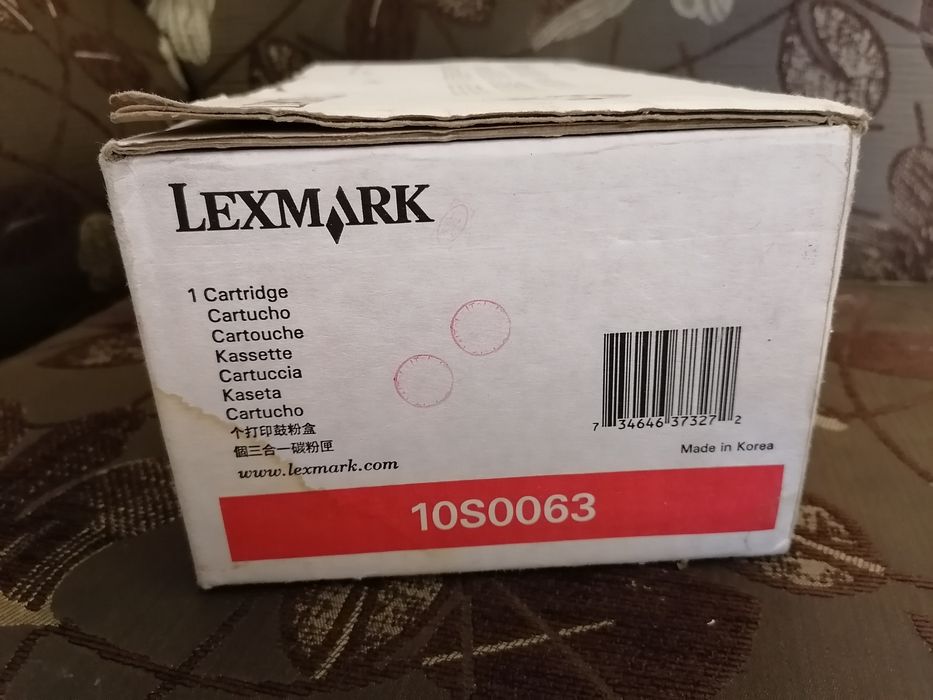 LEXMARK
1 Cartridge
Cartucho
Cartouche
Kassette
Cartuccia
Kaseta
Cartucho
个打印鼓粉盒
個三合一碳粉匣
www.lexmark.com
7 34646 37327 2
Made in Korea
10S0063